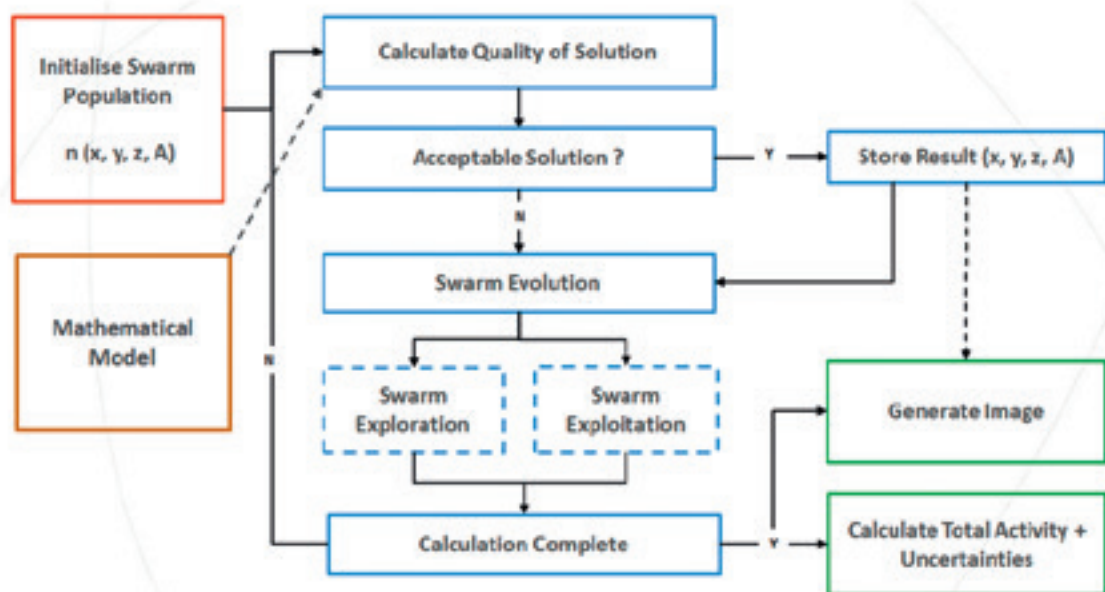 Initialise Swarm
Population
n (x, y, z, A)
Calculate Quality of Solution
Acceptable Solution ?
Y
Store Result (x, y, z, A)
N
Mathematical
Model
Swarm Evolution
N
Swarm
Exploration
Swarm
Exploitation
Generate Image
Calculation Complete
Y
Calculate Total Activity +
Uncertainties